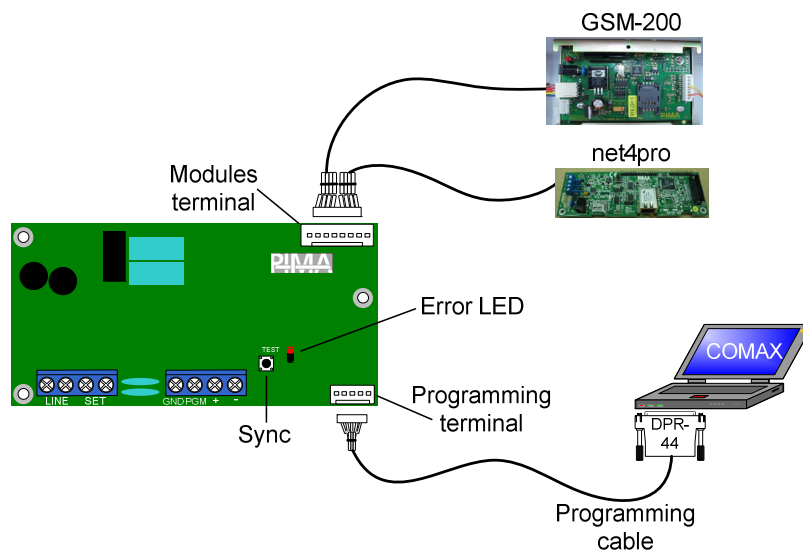 GSM-200
PIMA
net4pro
Modules
terminal
PIMA
Error LED
TEST
COMAX
LINE SET
GND PGM + -
Programming
terminal
Sync
DPR-
44
Programming
cable